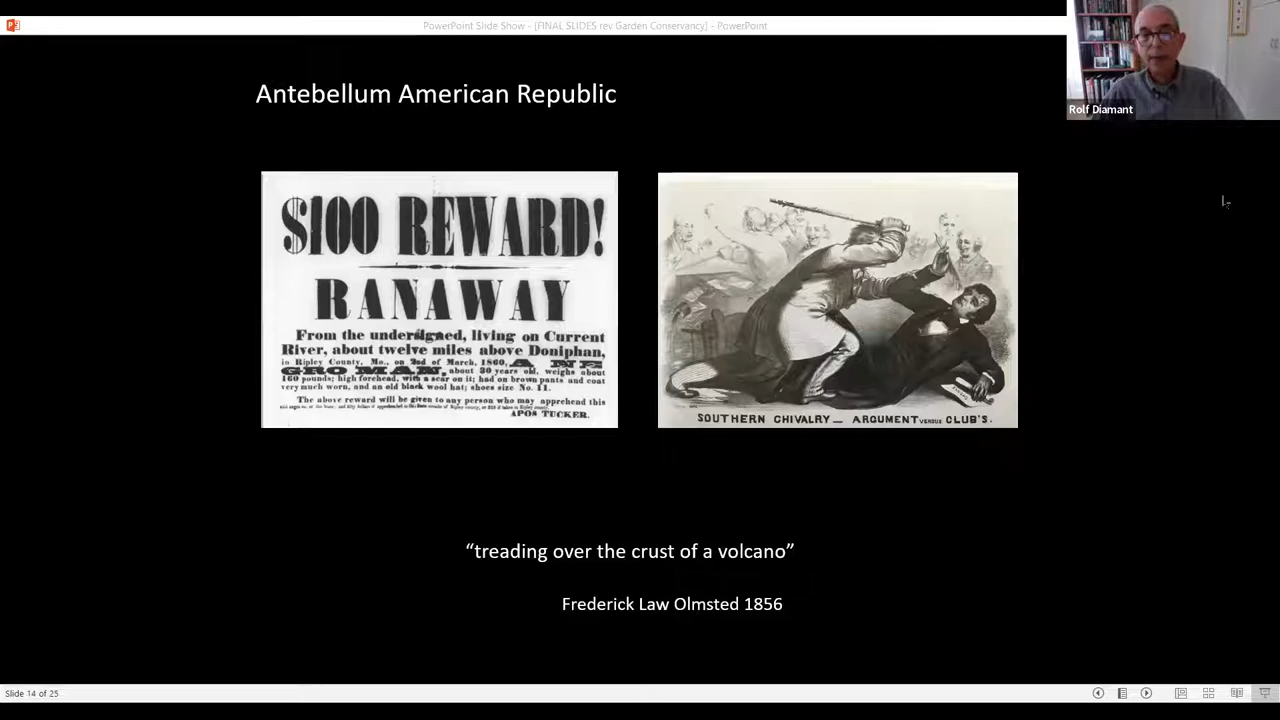 PowerPoint Slide Show - [FINAL SLIDES rev Garden Conservancy] - PowerPoint
Rolf Diamant
Antebellum American Republic
$100 REWARD!
RANAWAY
From the undersigned, living on Current
River, about twelve miles above Doniphan,
in Ripley County, Mo., on 2nd of March, 1860, A NE
GRO MAN, about 30 years old, weighs about
160 pounds; high forehead, with a scar on it; had on brown pants and coat
very much worn, and an old black wool hat; shoes size No. 11.
The above reward will be given to any person who may apprehend this
APOS TUCKER.
SOUTHERN CHIVALRY — ARGUMENT VERSUS CLUB'S.
“treading over the crust of a volcano”
Frederick Law Olmsted 1856
Slide 14 of 25